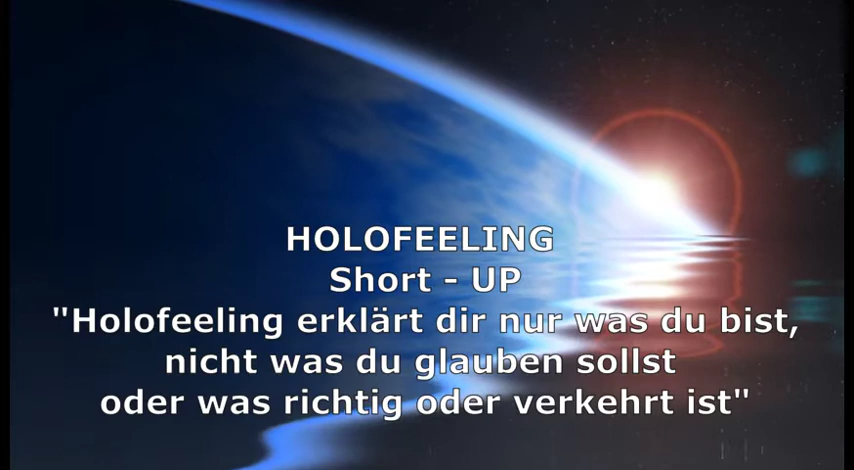 HOLOFEELING
Short - UP
"Holofeeling erklärt dir nur was du bist,
nicht was du glauben sollst
oder was richtig oder verkehrt ist"